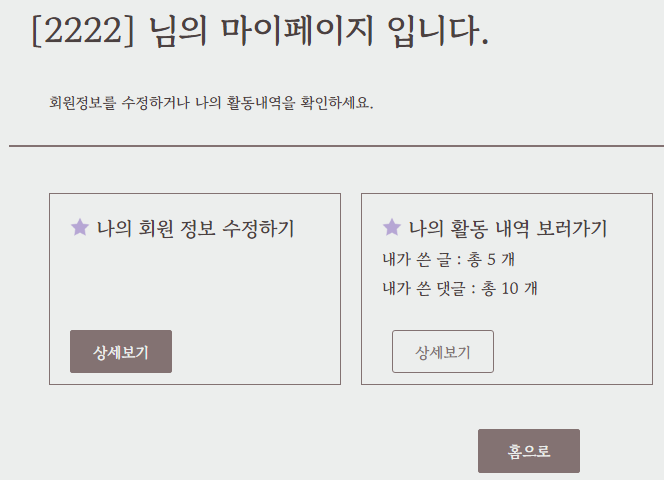 [2222] 님의 마이페이지 입니다.
회원정보를 수정하거나 나의 활동내역을 확인하세요.
나의 회원 정보 수정하기
상세보기
나의 활동 내역 보러가기
내가 쓴 글 : 총 5 개
내가 쓴 댓글 : 총 10 개
상세보기
홈으로